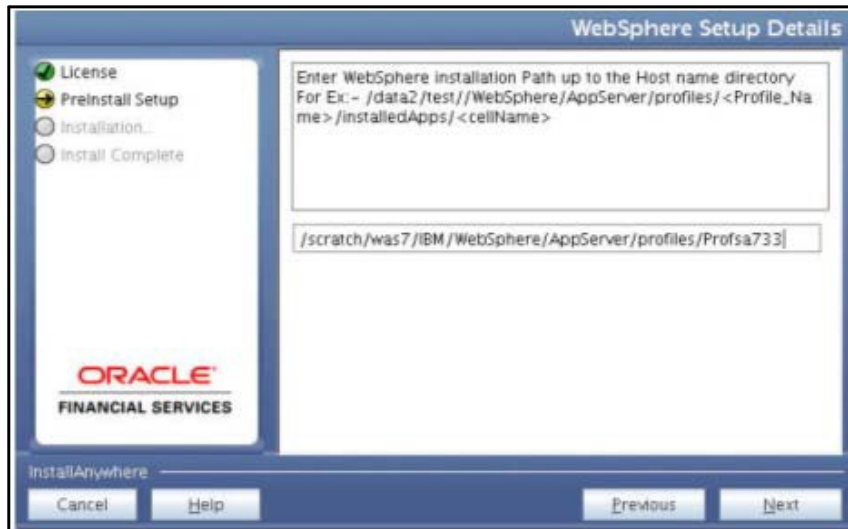 WebSphere Setup Details
License
PreInstall Setup
Installation...
Install Complete
Enter WebSphere installation Path up to the Host name directory
For Ex:- /data2/test//WebSphere/AppServer/profiles/<Profile_Na
me>/installedApps/<cellName>
/scratch/was7/IBM/WebSphere/AppServer/profiles/Profsa733
ORACLE
FINANCIAL SERVICES
InstallAnywhere
Cancel Help Previous Next